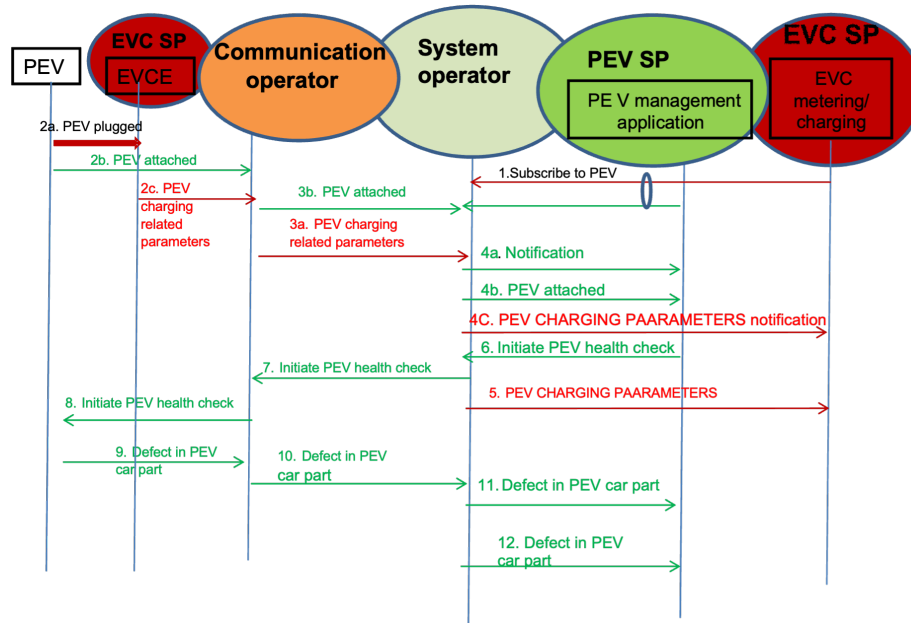 PEV
EVC SP
EVCE
Communication
operator
System
operator
PEV SP
PE V management
application
EVC SP
EVC
metering/
charging
2a. PEV plugged
2b. PEV attached
1.Subscribe to PEV
2c. PEV
charging
related
parameters
3b. PEV attached
3a. PEV charging
related parameters
4a. Notification
4b. PEV attached
4C. PEV CHARGING PAARAMETERS notification
6. Initiate PEV health check
7. Initiate PEV health check
5. PEV CHARGING PAARAMETERS
8. Initiate PEV health check
9. Defect in PEV
car part
10. Defect in PEV
car part
11. Defect in PEV car part
12. Defect in PEV
car part